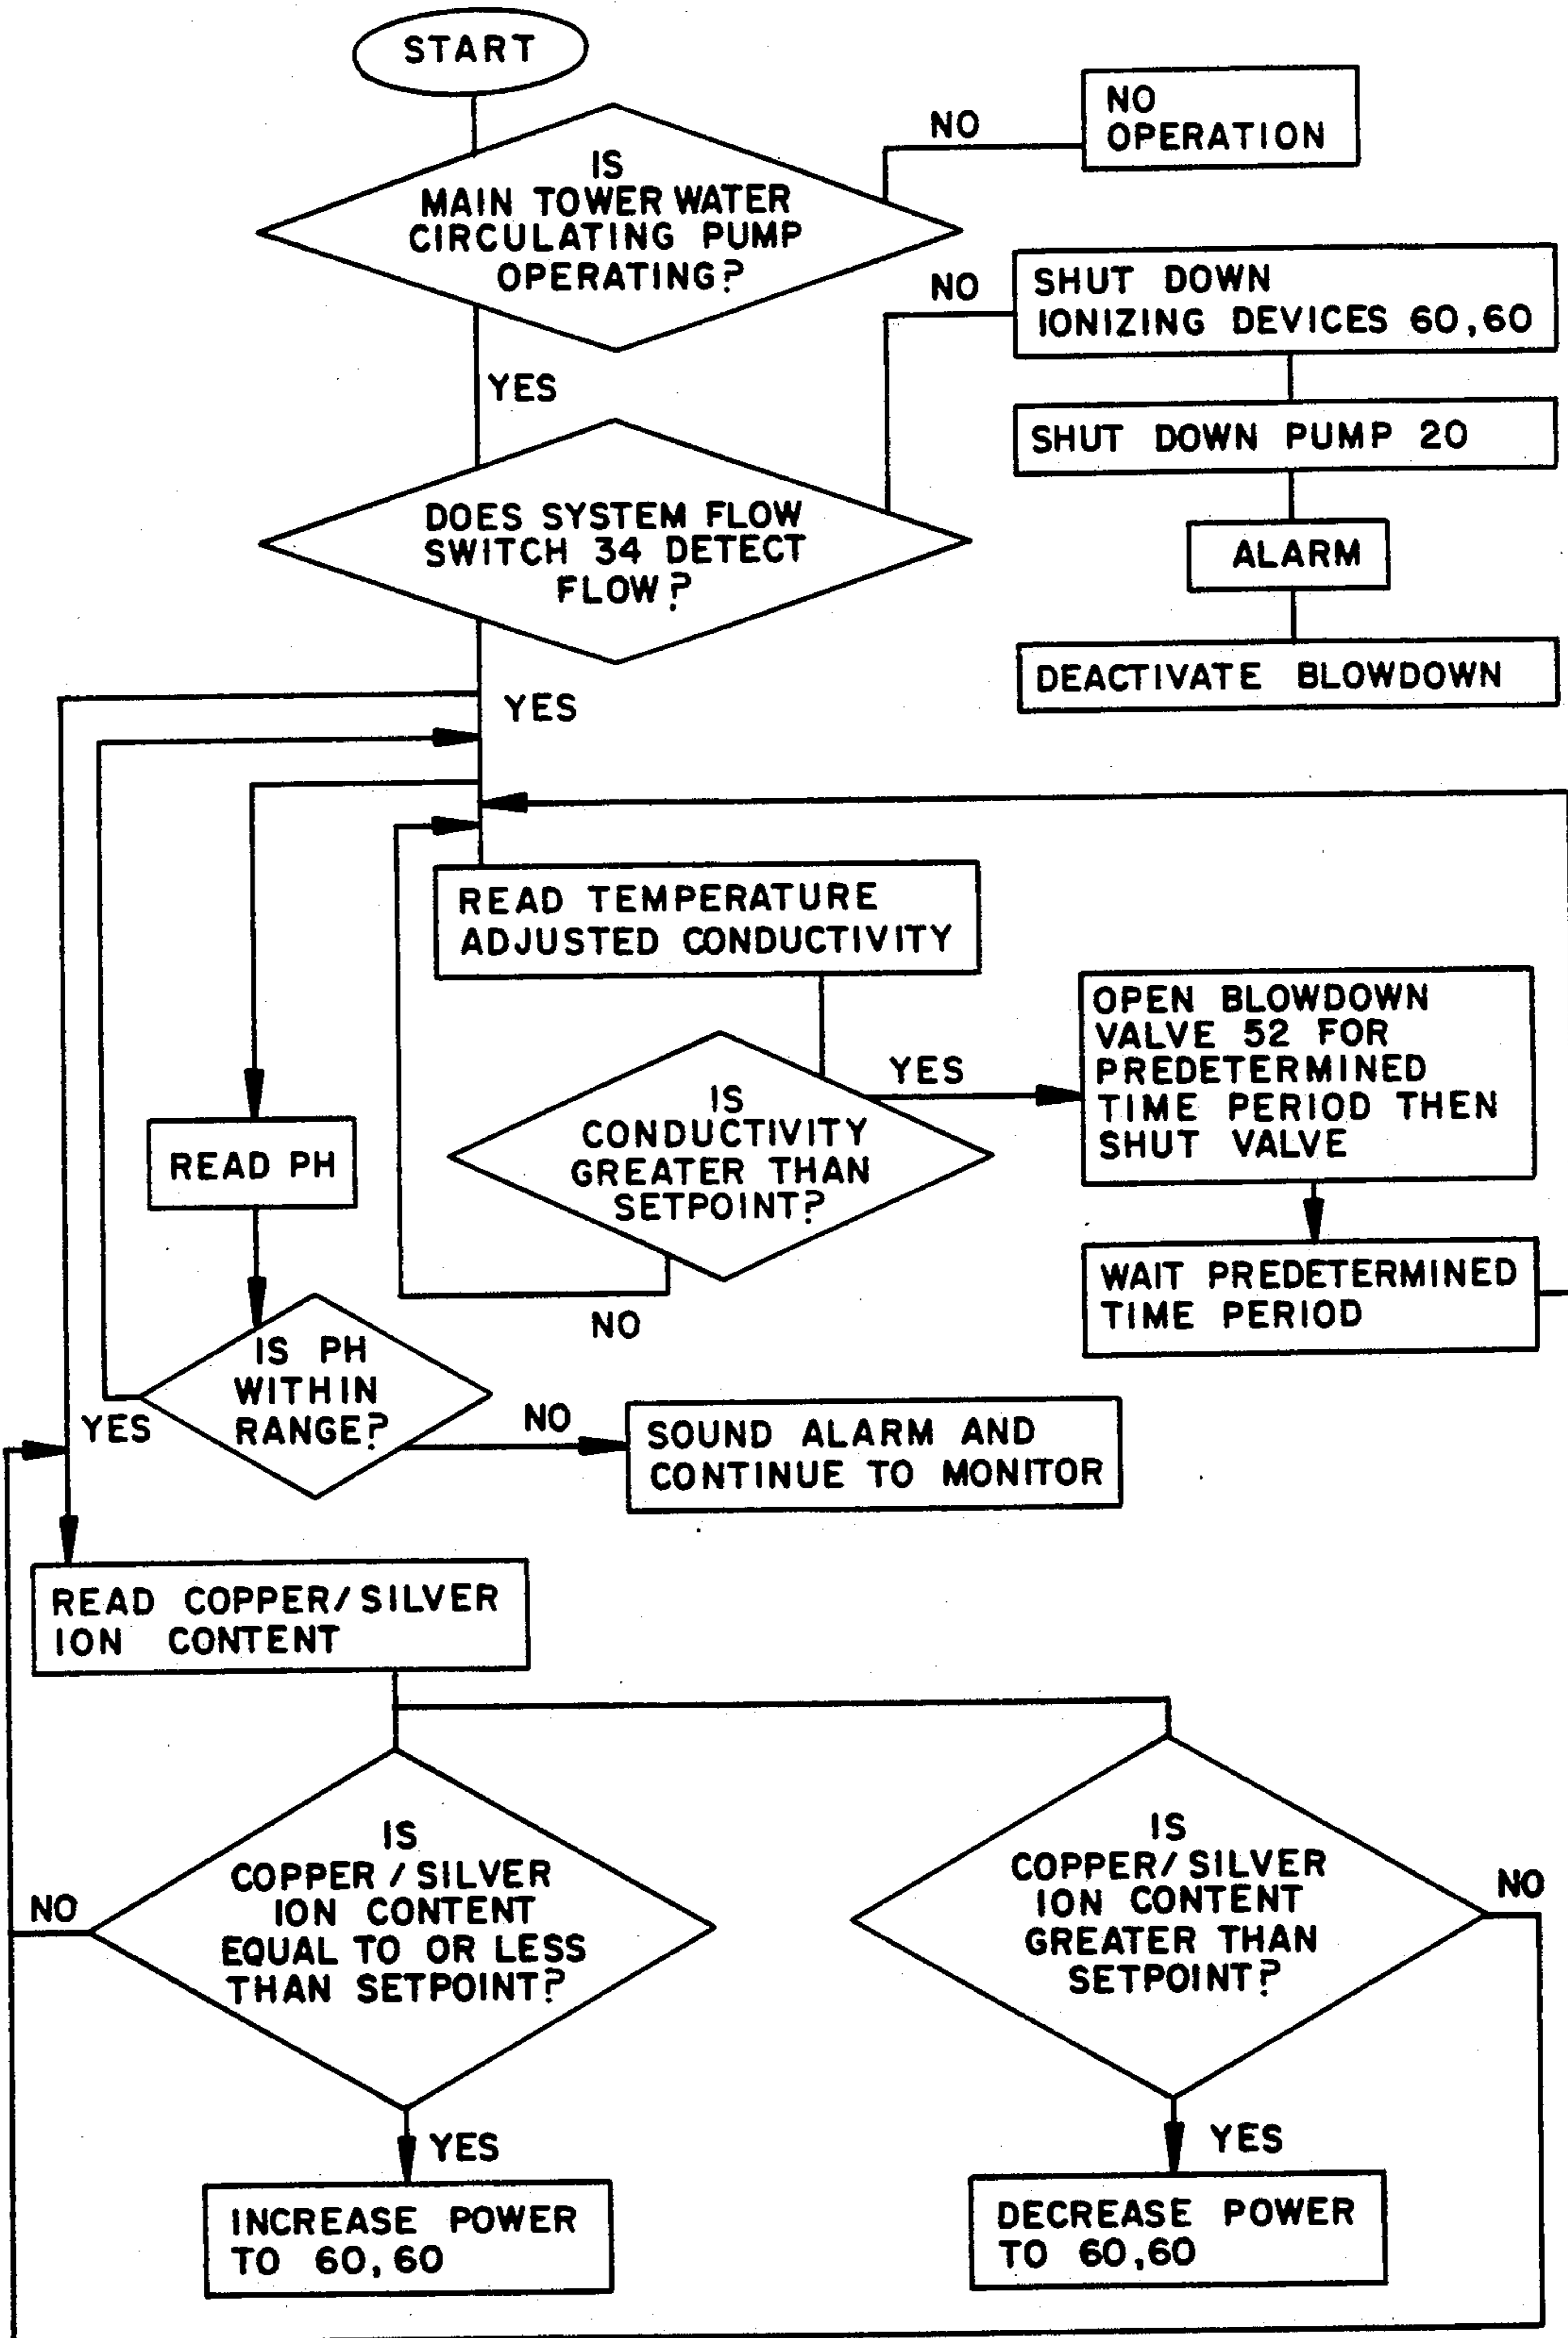 START
NO
NO
OPERATION
IS
MAIN TOWER WATER
CIRCULATING PUMP
OPERATING?
NO
SHUT DOWN
IONIZING DEVICES 60,60
YES
SHUT DOWN PUMP 20
DOES SYSTEM FLOW
SWITCH 34 DETECT
FLOW?
ALARM
DEACTIVATE BLOWDOWN
YES
READ TEMPERATURE
ADJUSTED CONDUCTIVITY
OPEN BLOWDOWN
VALVE 52 FOR
PREDETERMINED
TIME PERIOD THEN
SHUT VALVE
YES
IS
CONDUCTIVITY
GREATER THAN
SETPOINT?
READ PH
WAIT PREDETERMINED
TIME PERIOD
NO
IS PH
WITHIN
RANGE?
YES
NO
SOUND ALARM AND
CONTINUE TO MONITOR
READ COPPER/SILVER
ION CONTENT
IS
COPPER / SILVER
ION CONTENT
EQUAL TO OR LESS
THAN SETPOINT?
NO
IS
COPPER/ SILVER
ION CONTENT
GREATER THAN
SETPOINT?
NO
YES
YES
INCREASE POWER
TO 60,60
DECREASE POWER
TO 60,60